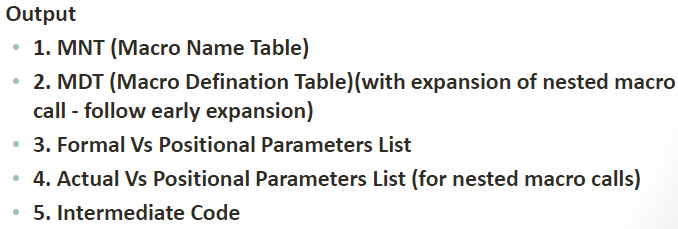 Output
• 1. MNT (Macro Name Table)
• 2. MDT (Macro Defination Table)(with expansion of nested macro
call - follow early expansion)
• 3. Formal Vs Positional Parameters List
• 4. Actual Vs Positional Parameters List (for nested macro calls)
• 5. Intermediate Code